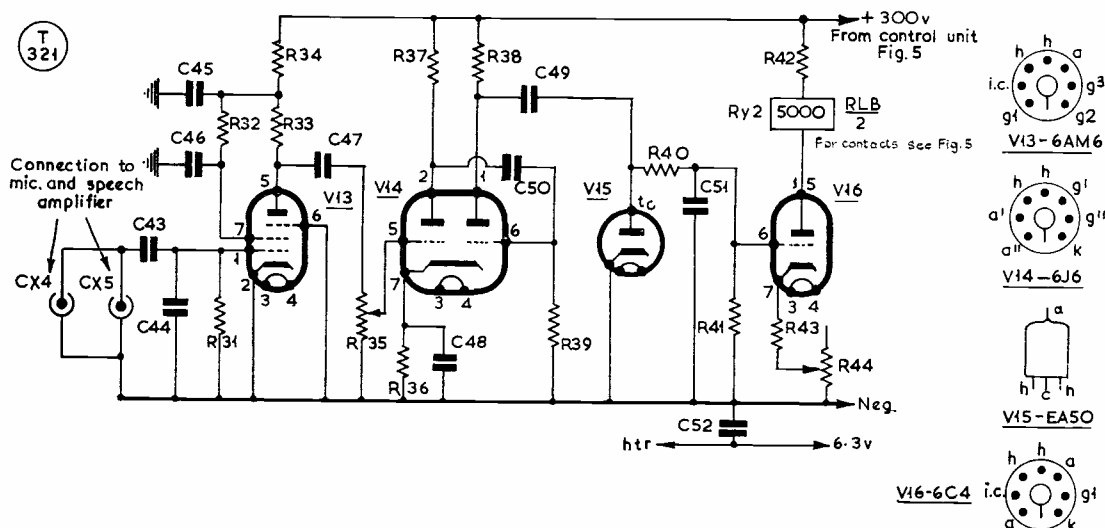 T
321
+ 300v
From control unit
Fig. 5
R34
R37
R38
R42
C49
C45
R32
R33
Ry2
5000
RLB
2
For contacts see Fig. 5
C46
C47
Connection to
mic. and speech
amplifier
V13
V14
C50
V15
R40
C51
V16
5
6
7
1
2
3
4
2
1
5
6
7
3
4
tc
1
5
6
7
3
4
C43
CX4
CX5
C44
R31
R35
R36
C48
R39
R41
R43
R44
Neg.
C52
htr
6·3v
h
h
a
i.c.
g3
g1
g2
V13-6AM6
h
h
g'
a'
g"
a"
k
V14-6J6
a
h
c
h
V15-EA50
h
h
a
i.c.
g1
a
k
V16-6C4